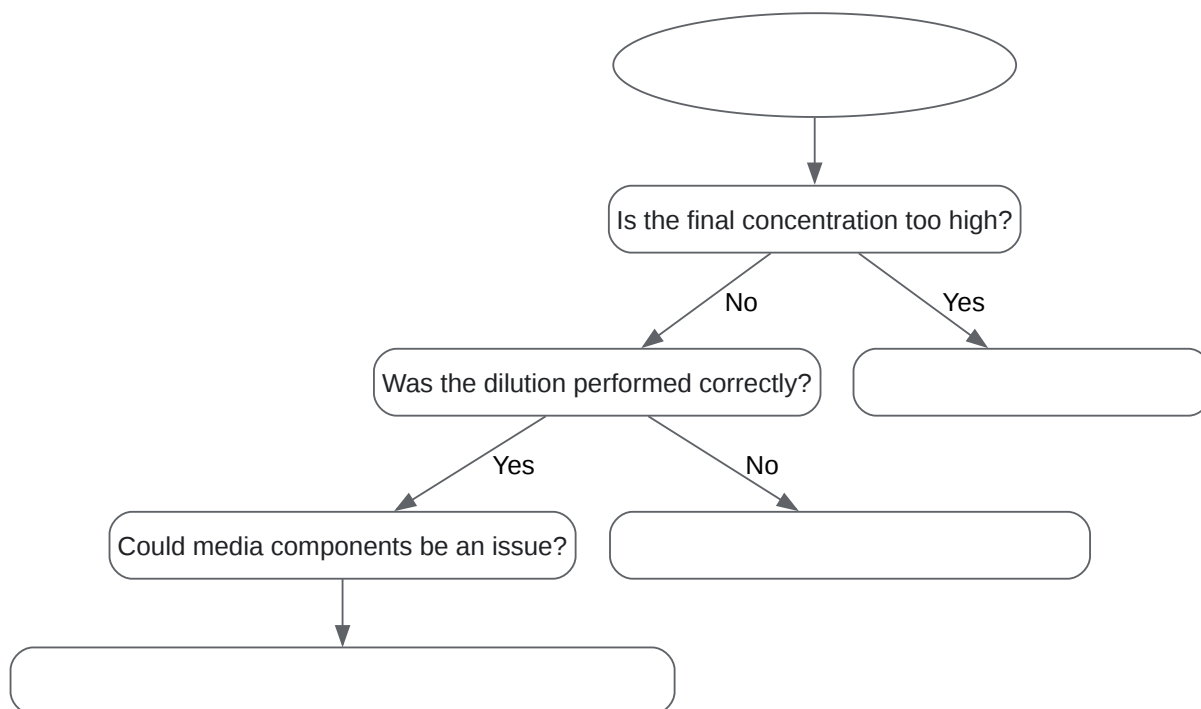 Is the final concentration too high?
No
Yes
Was the dilution performed correctly?
Yes
No
Could media components be an issue?